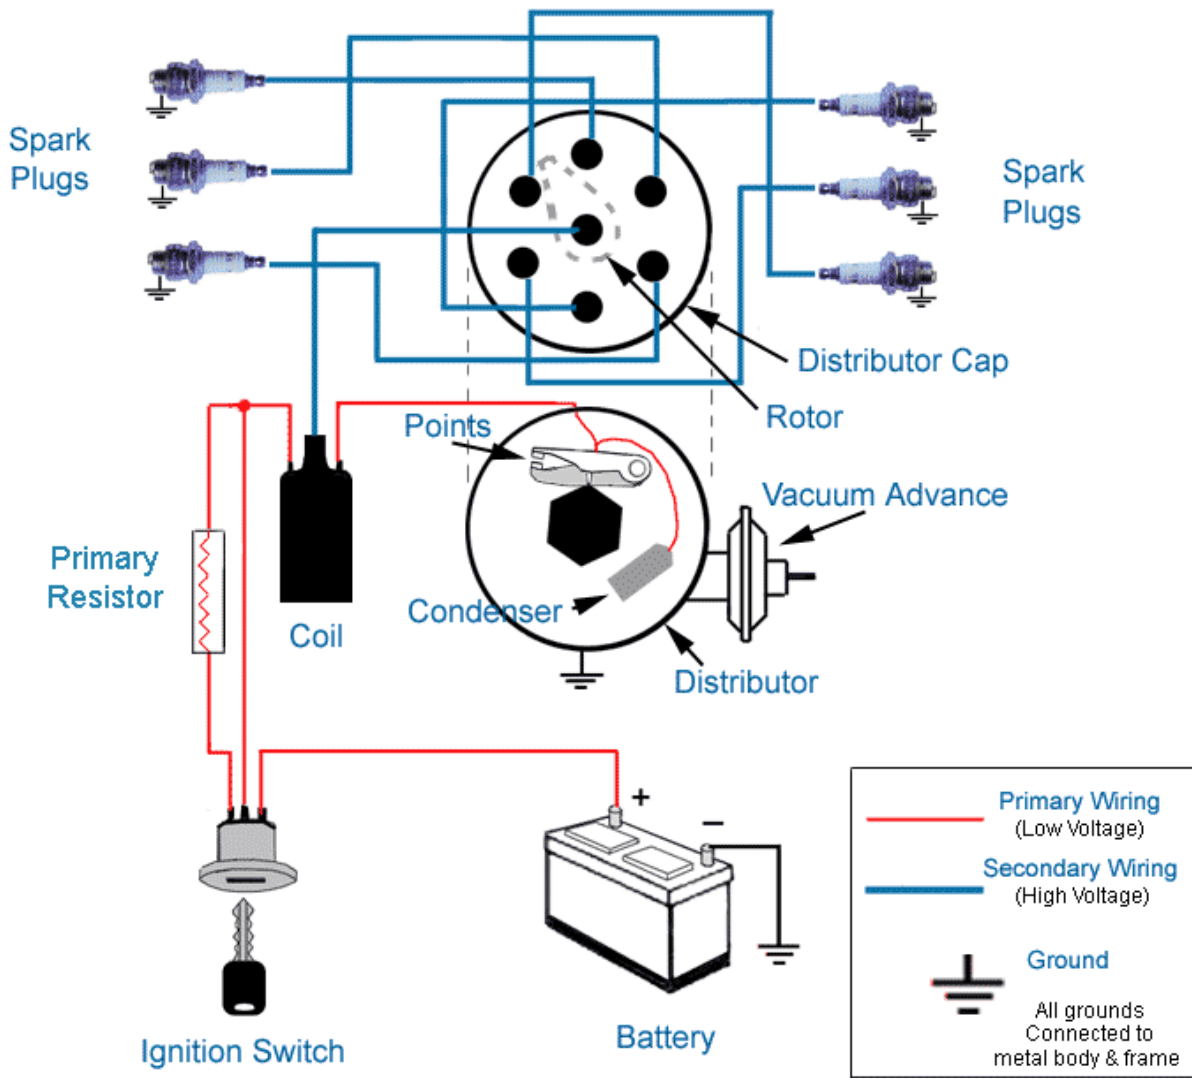 Spark
Plugs
Spark
Plugs
Distributor Cap
Rotor
Points
Vacuum Advance
Primary
Resistor
Coil
Condenser
Distributor
+
−
Primary Wiring
(Low Voltage)
Secondary Wiring
(High Voltage)
Ground
All grounds
Connected to
metal body & frame
Battery
Ignition Switch